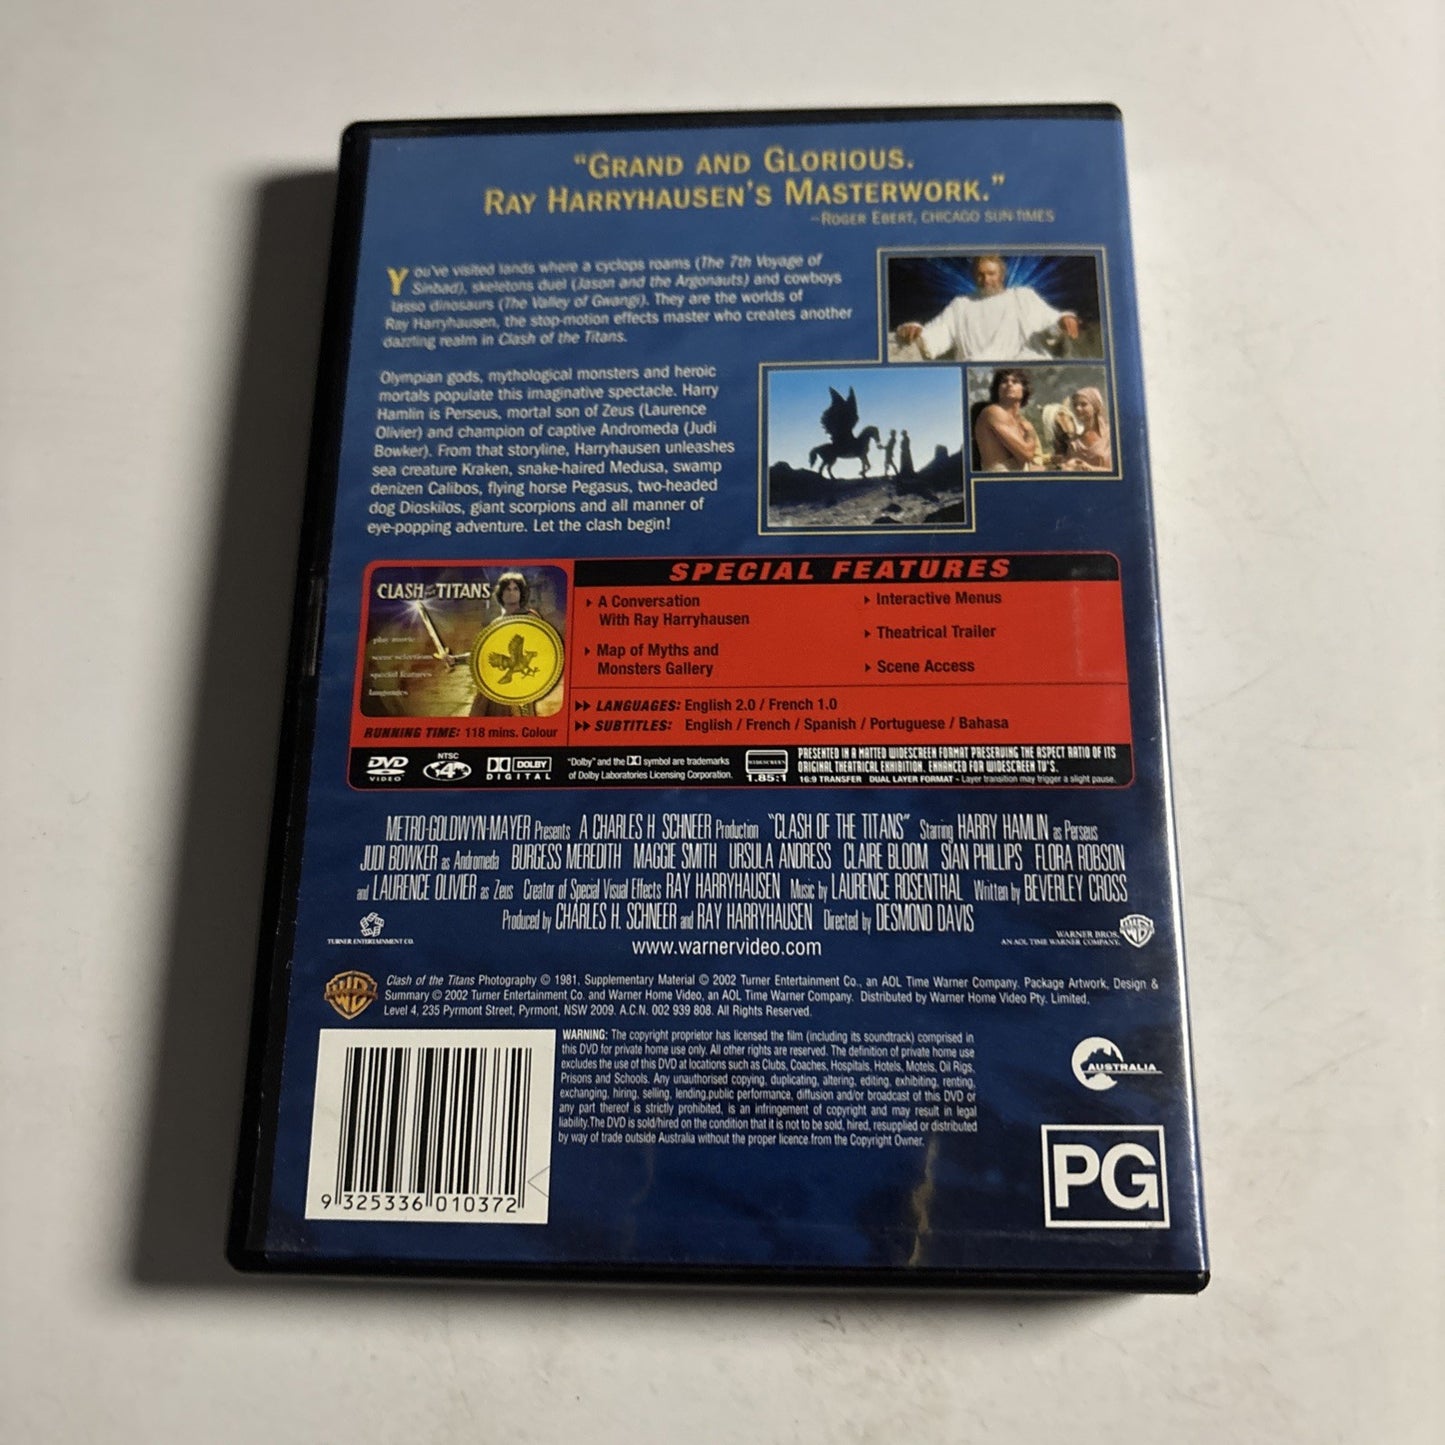 “GRAND AND GLORIOUS.
RAY HARRYHAUSEN'S MASTERWORK.”
–ROGER EBERT, CHICAGO SUN-TIMES
You've visited lands where a cyclops roams (The 7th Voyage of
Sinbad), skeletons duel (Jason and the Argonauts) and cowboys
lasso dinosaurs (The Valley of Gwangi). They are the worlds of
Ray Harryhausen, the stop-motion effects master who creates another
dazzling realm in Clash of the Titans.
Olympian gods, mythological monsters and heroic
mortals populate this imaginative spectacle. Harry
Hamlin is Perseus, mortal son of Zeus (Laurence
Olivier) and champion of captive Andromeda (Judi
Bowker). From that storyline, Harryhausen unleashes
sea creature Kraken, snake-haired Medusa, swamp
denizen Calibos, flying horse Pegasus, two-headed
dog Dioskilos, giant scorpions and all manner of
eye-popping adventure. Let the clash begin!
CLASH OF THE TITANS
play movie
scene selections
special features
languages
RUNNING TIME: 118 mins. Colour
SPECIAL FEATURES
A Conversation
With Ray Harryhausen
Map of Myths and
Monsters Gallery
Interactive Menus
Theatrical Trailer
Scene Access
LANGUAGES: English 2.0 / French 1.0
SUBTITLES: English / French / Spanish / Portuguese / Bahasa
DVD
VIDEO
NTSC
4
DOLBY
DIGITAL
"Dolby" and the DD symbol are trademarks
of Dolby Laboratories Licensing Corporation.
WIDESCREEN
1.85:1
PRESENTED IN A MATTED WIDESCREEN FORMAT PRESERVING THE ASPECT RATIO OF ITS
ORIGINAL THEATRICAL EXHIBITION. ENHANCED FOR WIDESCREEN TV'S.
16:9 TRANSFER DUAL LAYER FORMAT - Layer transition may trigger a slight pause.
METRO-GOLDWYN-MAYER Presents A CHARLES H SCHNEER Production "CLASH OF THE TITANS" Starring HARRY HAMLIN as Perseus
JUDI BOWKER as Andromeda BURGESS MEREDITH MAGGIE SMITH URSULA ANDRESS CLAIRE BLOOM SIAN PHILLIPS FLORA ROBSON
and LAURENCE OLIVIER as Zeus Creator of Special Visual Effects RAY HARRYHAUSEN Music by LAURENCE ROSENTHAL Written by BEVERLEY CROSS
Produced by CHARLES H. SCHNEER and RAY HARRYHAUSEN Directed by DESMOND DAVIS
TURNER ENTERTAINMENT CO.
www.warnervideo.com
WARNER BROS.
AN AOL TIME WARNER COMPANY.
WB
Clash of the Titans Photography © 1981. Supplementary Material © 2002 Turner Entertainment Co., an AOL Time Warner Company. Package Artwork, Design &
Summary © 2002 Turner Entertainment Co. and Warner Home Video, an AOL Time Warner Company. Distributed by Warner Home Video Pty. Limited.
Level 4, 235 Pyrmont Street, Pyrmont, NSW 2009. A.C.N. 002 939 808. All Rights Reserved.
WARNING: The copyright proprietor has licensed the film (including its soundtrack) comprised in
this DVD for private home use only. All other rights are reserved. The definition of private home use
excludes the use of this DVD at locations such as Clubs, Coaches, Hospitals, Hotels, Motels, Oil Rigs,
Prisons and Schools. Any unauthorised copying, duplicating, altering, editing, exhibiting, renting,
exchanging, hiring, selling, lending,public performance, diffusion and/or broadcast of this DVD or
any part thereof is strictly prohibited, is an infringement of copyright and may result in legal
liability.The DVD is sold/hired on the condition that it is not to be sold, hired, resupplied or distributed
by way of trade outside Australia without the proper licence from the Copyright Owner.
AUSTRALIA
PG
9 325336 010372